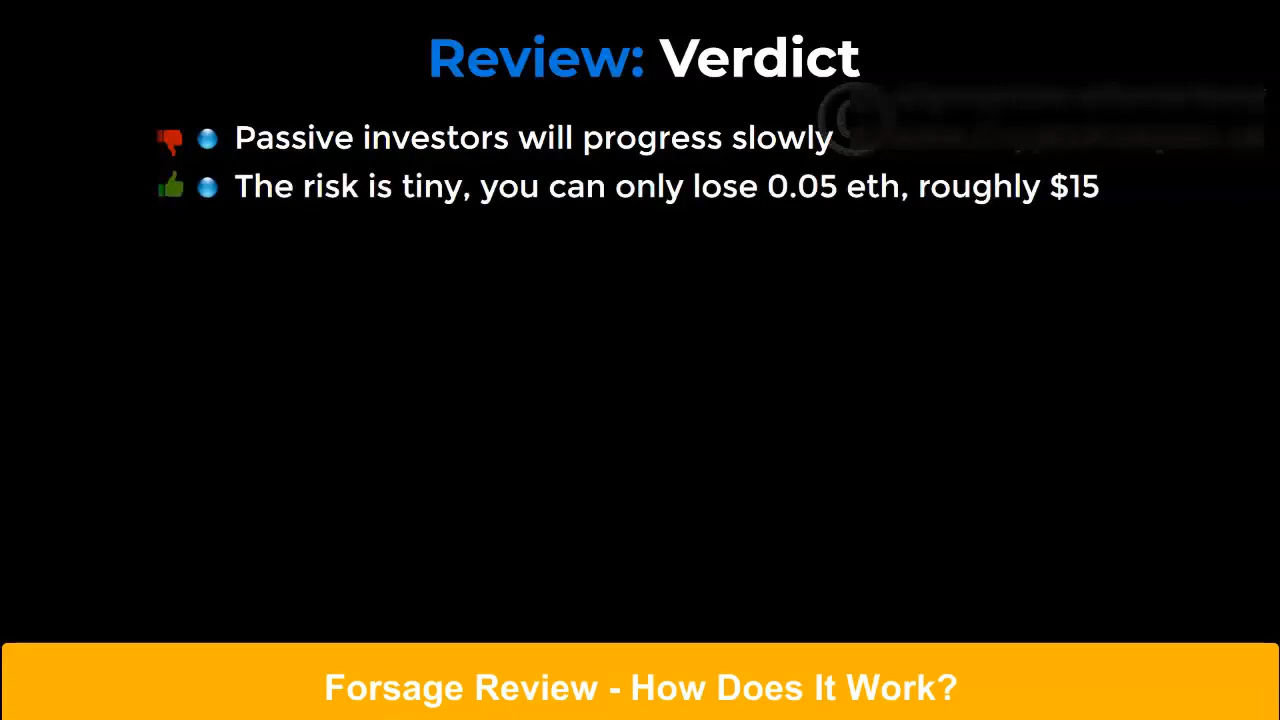 Review: Verdict
Passive investors will progress slowly
The risk is tiny, you can only lose 0.05 eth, roughly $15
Forsage Review - How Does It Work?